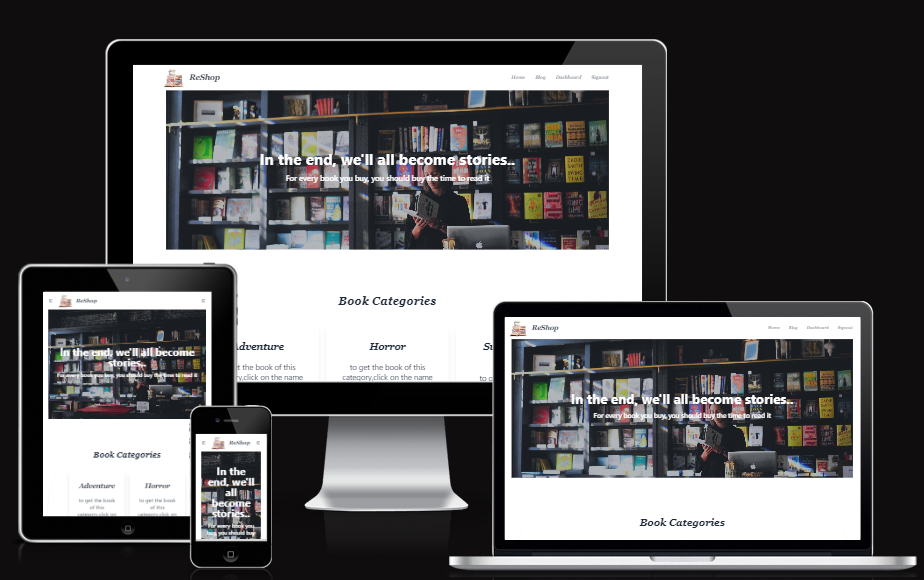 ReShop
Home Blog Dashboard Signout
In the end, we'll all become stories..
For every book you buy, you should buy the time to read it
Book Categories
dventure
Horror
Su
t the book of this
ry,click on the name
to get the book of this
category,click on the name
to c
ReShop
In the end, we'll all become
stories..
For every book you buy, you should buy the time to read it
Book Categories
Adventure
Horror
to get the book
of this
category,click on
to get the book
of this
category,click on
ReShop
In the
end, we'll
all
become
stories..
For every book you
buy, you should buy
ReShop
Home Blog Dashboard Signout
In the end, we'll all become stories..
For every book you buy, you should buy the time to read it
Book Categories